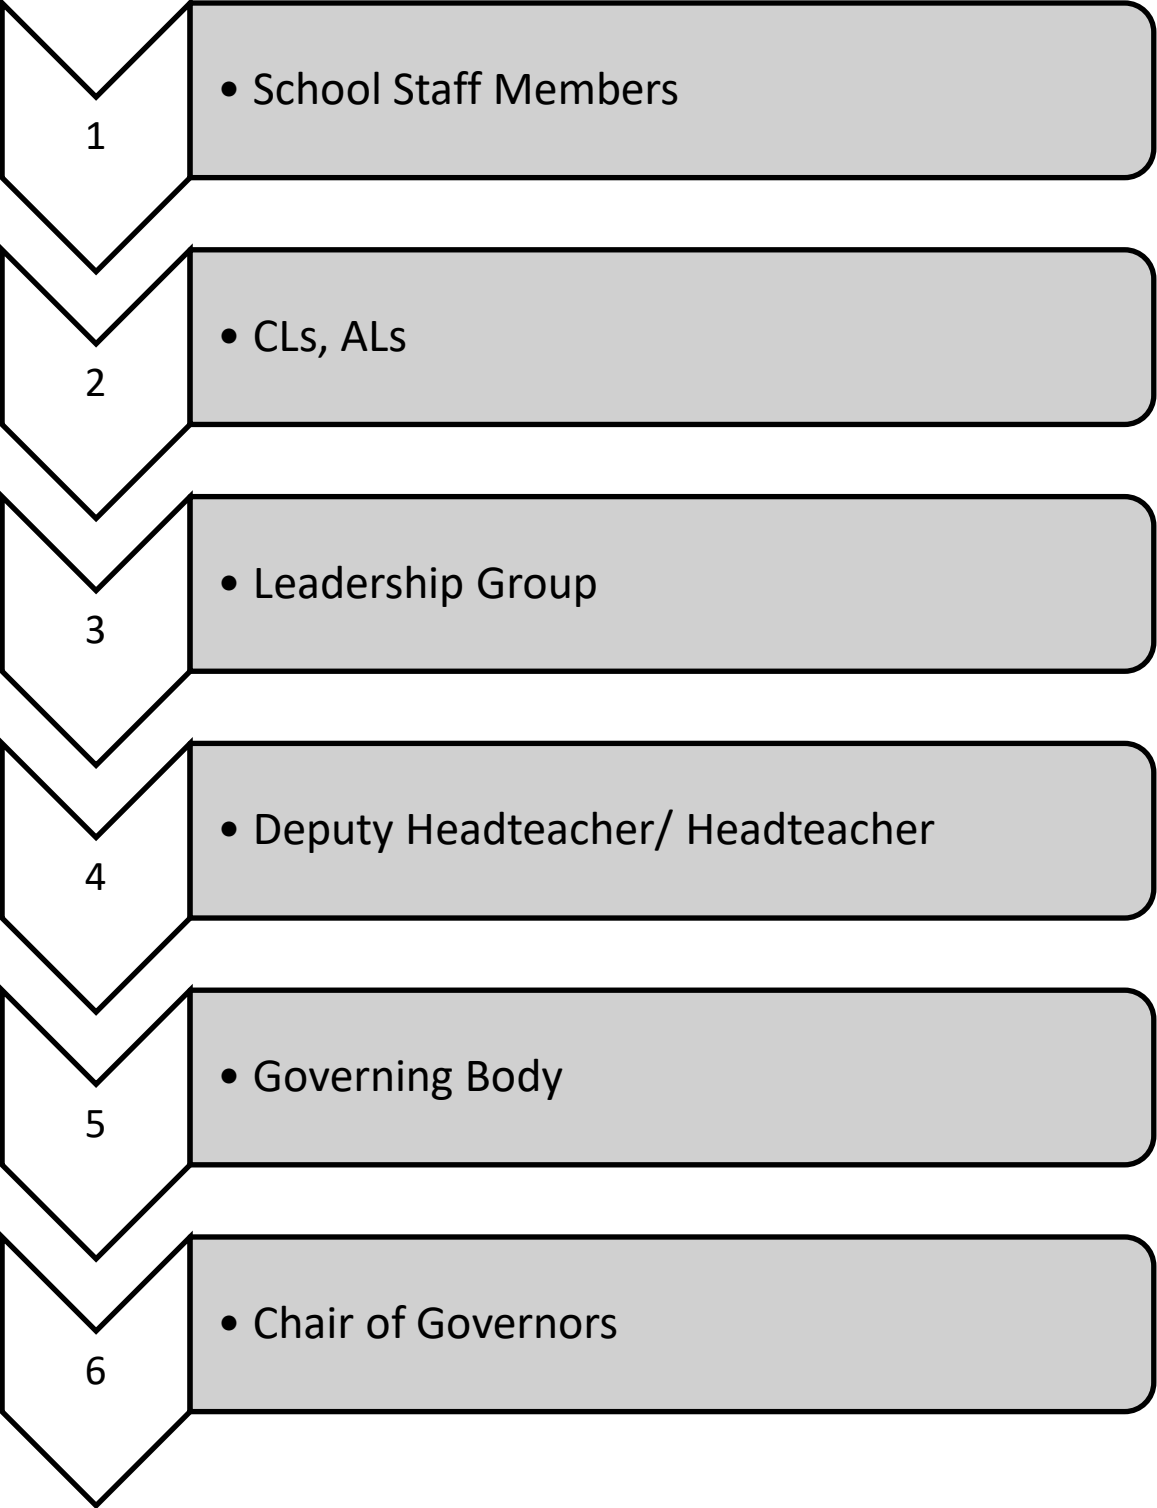 1
• School Staff Members
2
• CLs, ALs
3
• Leadership Group
4
• Deputy Headteacher/ Headteacher
5
• Governing Body
6
• Chair of Governors